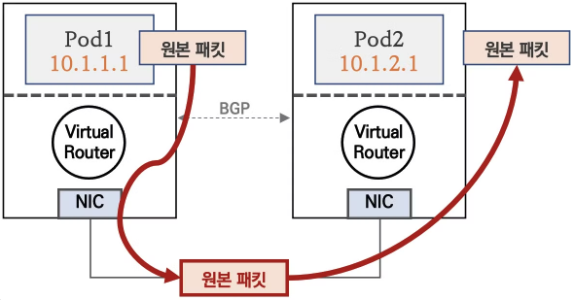 Pod1
10.1.1.1
원본 패킷
Pod2
10.1.2.1
원본 패킷
BGP
Virtual
Router
Virtual
Router
NIC
NIC
원본 패킷